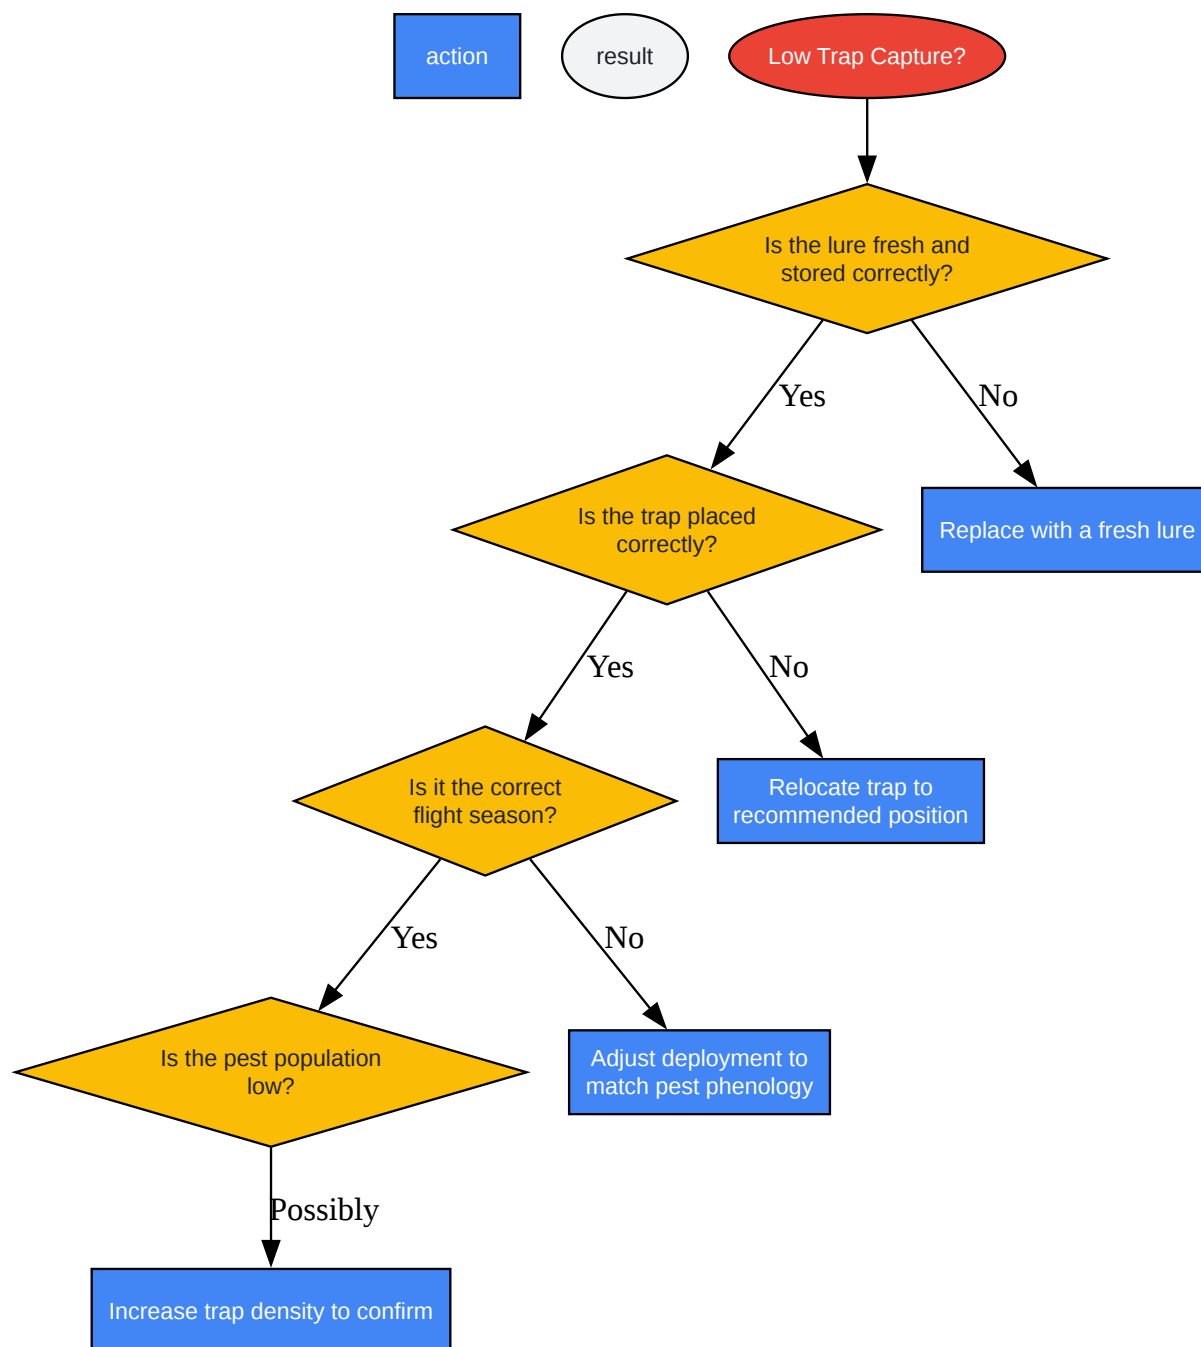 action
result
Low Trap Capture?
Is the lure fresh and
stored correctly?
Yes
No
Is the trap placed
correctly?
Replace with a fresh lure
Yes
No
Is it the correct
flight season?
Relocate trap to
recommended position
Yes
No
Is the pest population
low?
Adjust deployment to
match pest phenology
Possibly
Increase trap density to confirm